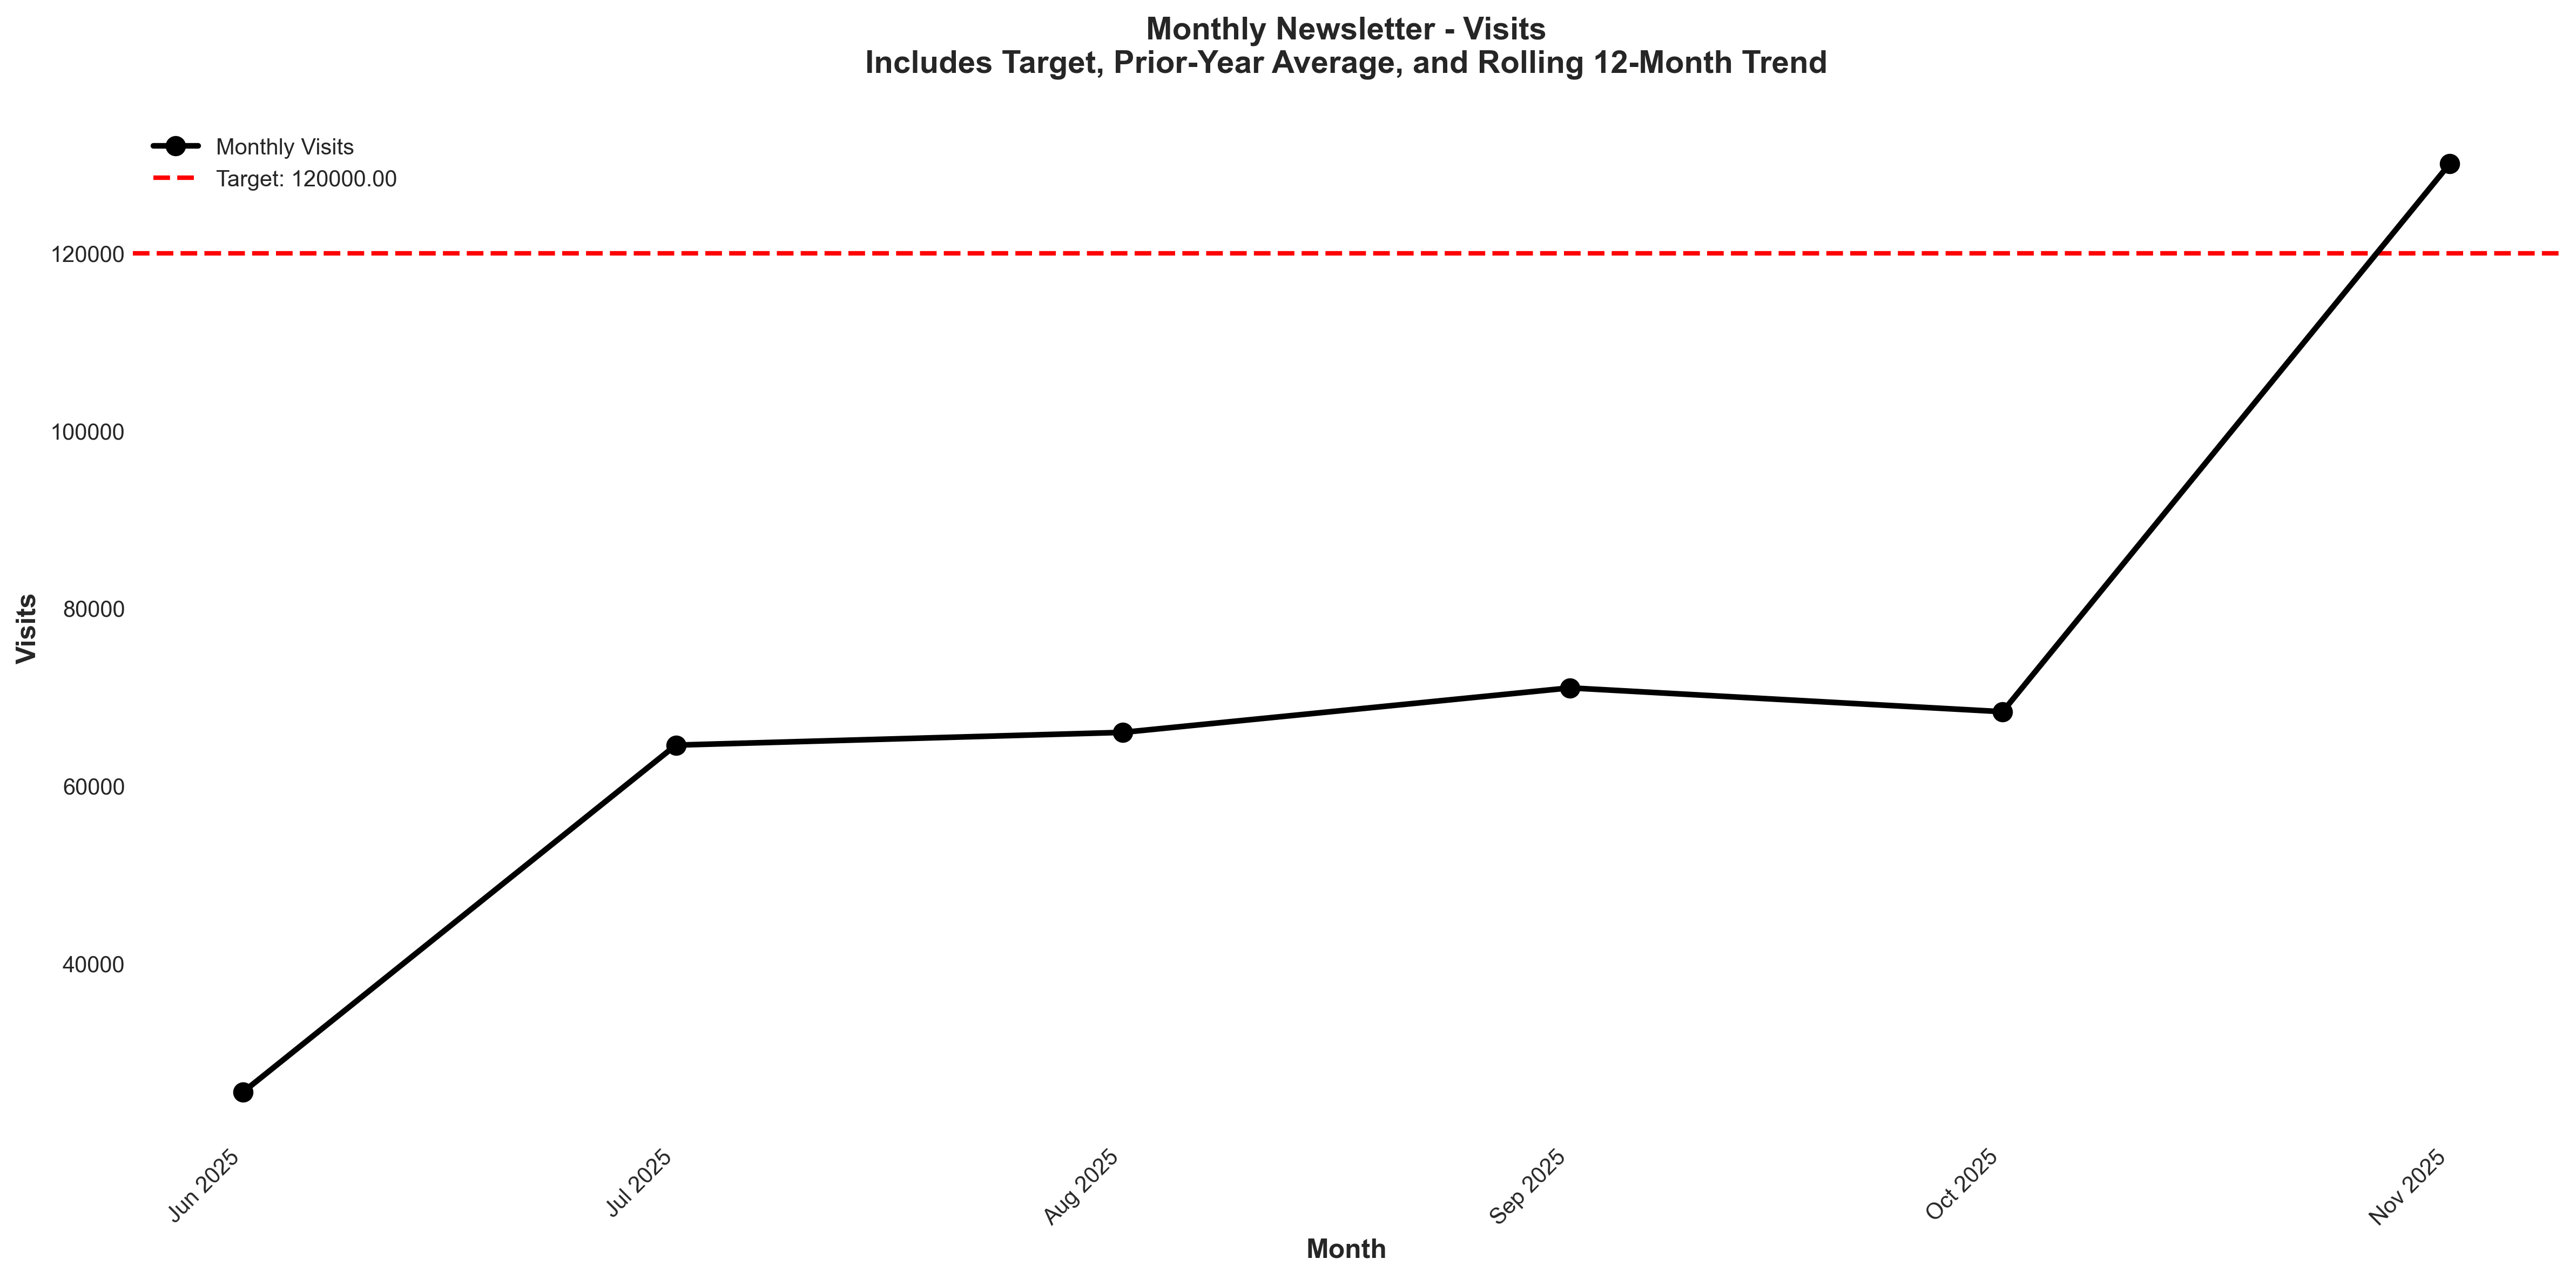 Monthly Newsletter - Visits
Includes Target, Prior-Year Average, and Rolling 12-Month Trend
Monthly Visits
Target: 120000.00
120000
100000
80000
60000
40000
Visits
Jun 2025
Jul 2025
Aug 2025
Sep 2025
Oct 2025
Nov 2025
Month